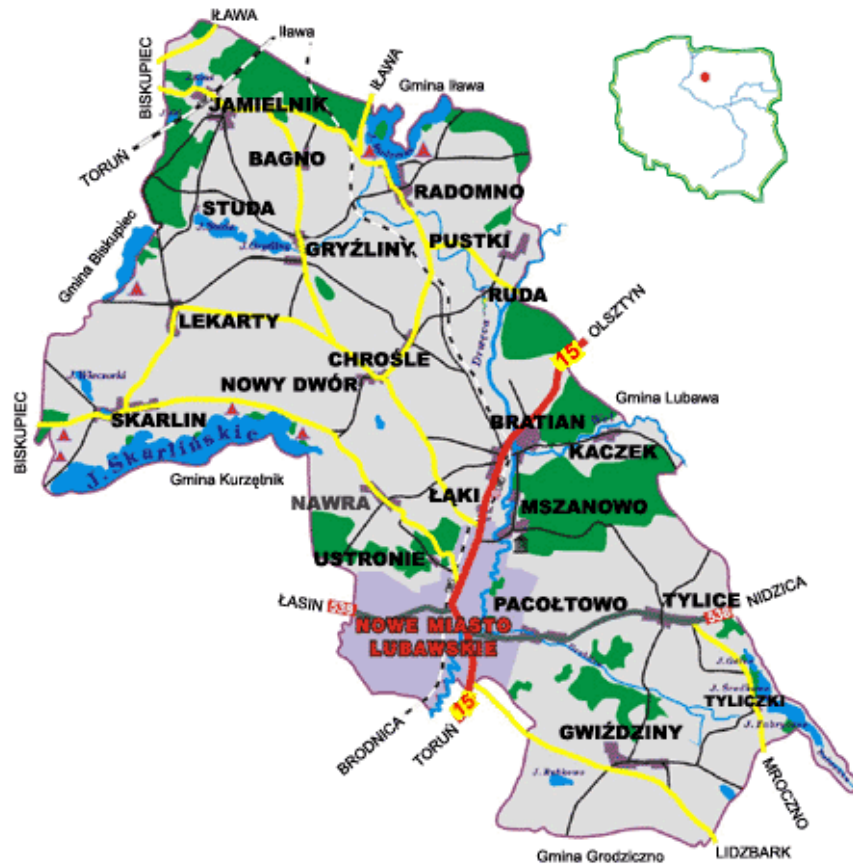 IŁAWA
Iława
IŁAWA
BISKUPIEC
Gmina Iława
JAMIELNIK
TORUŃ
BAGNO
RADOMNO
STUDA
GRYŹLINY
PUSTKI
Gmina Biskupiec
RUDA
OLSZTYN
LEKARTY
Drwęca
15
CHROŚLE
NOWY DWÓR
SKARLIN
BRATIAN
Gmina Lubawa
BISKUPIEC
J. Skarlińskie
KACZEK
Gmina Kurzętnik
NAWRA
ŁĄKI
MSZANOWO
USTRONIE
ŁASIN
538
PACOŁTOWO
TYLICE
538
NIDZICA
NOWE MIASTO
LUBAWSKIE
TYLICZKI
BRODNICA
TORUŃ
15
GWIŹDZINY
MROCZNO
LIDZBARK
Gmina Grodziczno